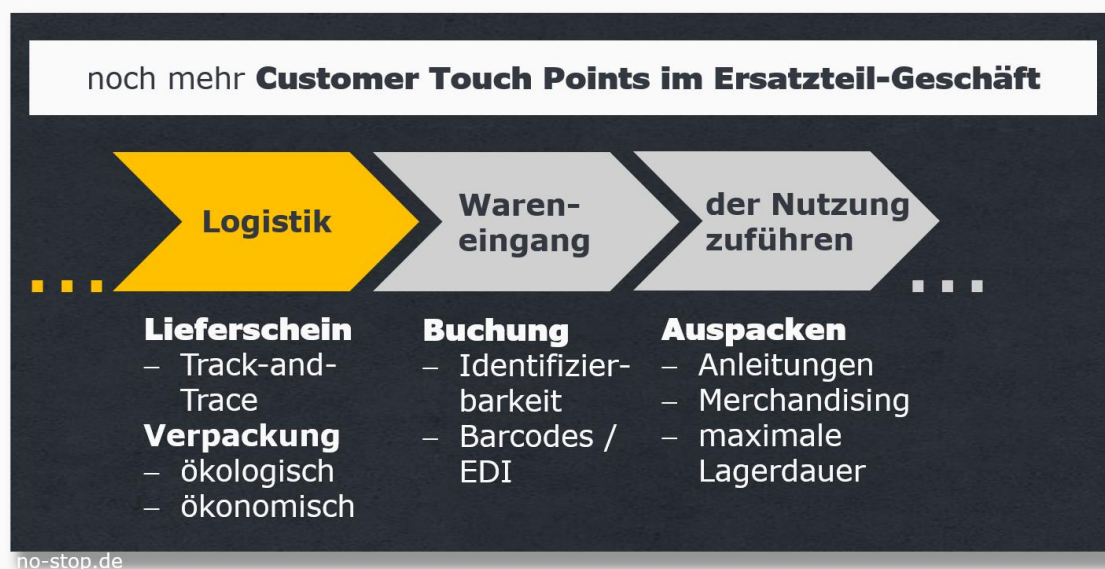 noch mehr Customer Touch Points im Ersatzteil-Geschäft
Logistik
Waren-
eingang
der Nutzung
zuführen
...
...
Lieferschein
– Track-and-
Trace
Verpackung
– ökologisch
– ökonomisch
Buchung
– Identifizier-
barkeit
– Barcodes /
EDI
Auspacken
– Anleitungen
– Merchandising
– maximale
Lagerdauer
no-stop.de